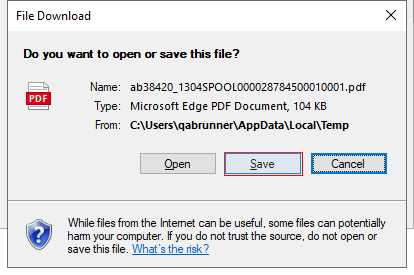 File Download
Do you want to open or save this file?
PDF
Name: ab38420_1304SPOOL000028784500010001.pdf
Type: Microsoft Edge PDF Document, 104 KB
From: C:\Users\qabrunner\AppData\Local\Temp
Open Save Cancel
While files from the Internet can be useful, some files can potentially
harm your computer. If you do not trust the source, do not open or
save this file. What's the risk?